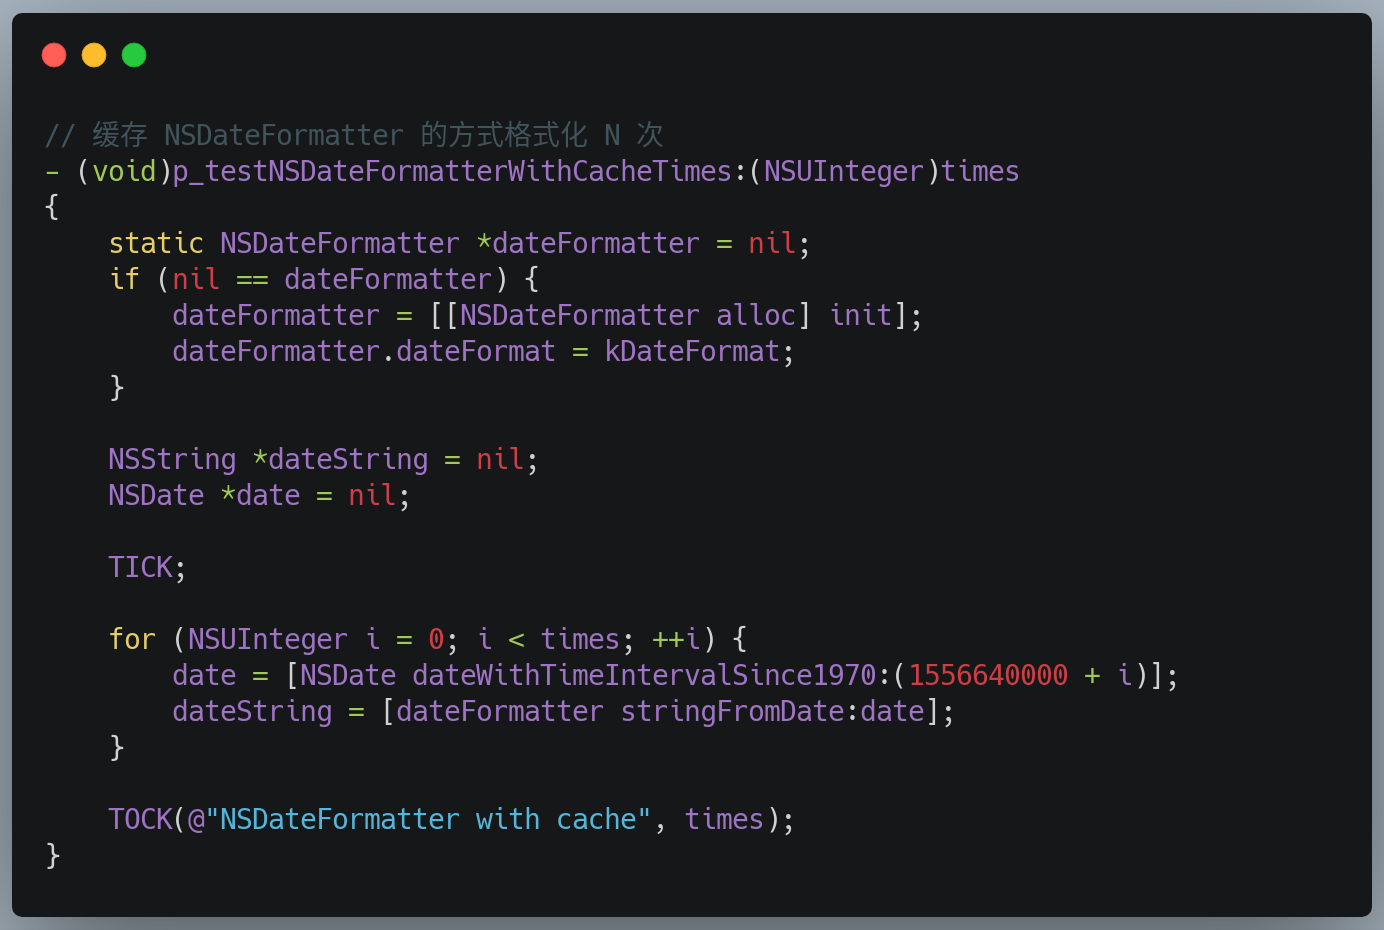 // 缓存 NSDateFormatter 的方式格式化 N 次
- (void)p_testNSDateFormatterWithCacheTimes:(NSUInteger)times
{
    static NSDateFormatter *dateFormatter = nil;
    if (nil == dateFormatter) {
        dateFormatter = [[NSDateFormatter alloc] init];
        dateFormatter.dateFormat = kDateFormat;
    }

    NSString *dateString = nil;
    NSDate *date = nil;

    TICK;

    for (NSUInteger i = 0; i < times; ++i) {
        date = [NSDate dateWithTimeIntervalSince1970:(1556640000 + i)];
        dateString = [dateFormatter stringFromDate:date];
    }

    TOCK(@"NSDateFormatter with cache", times);
}